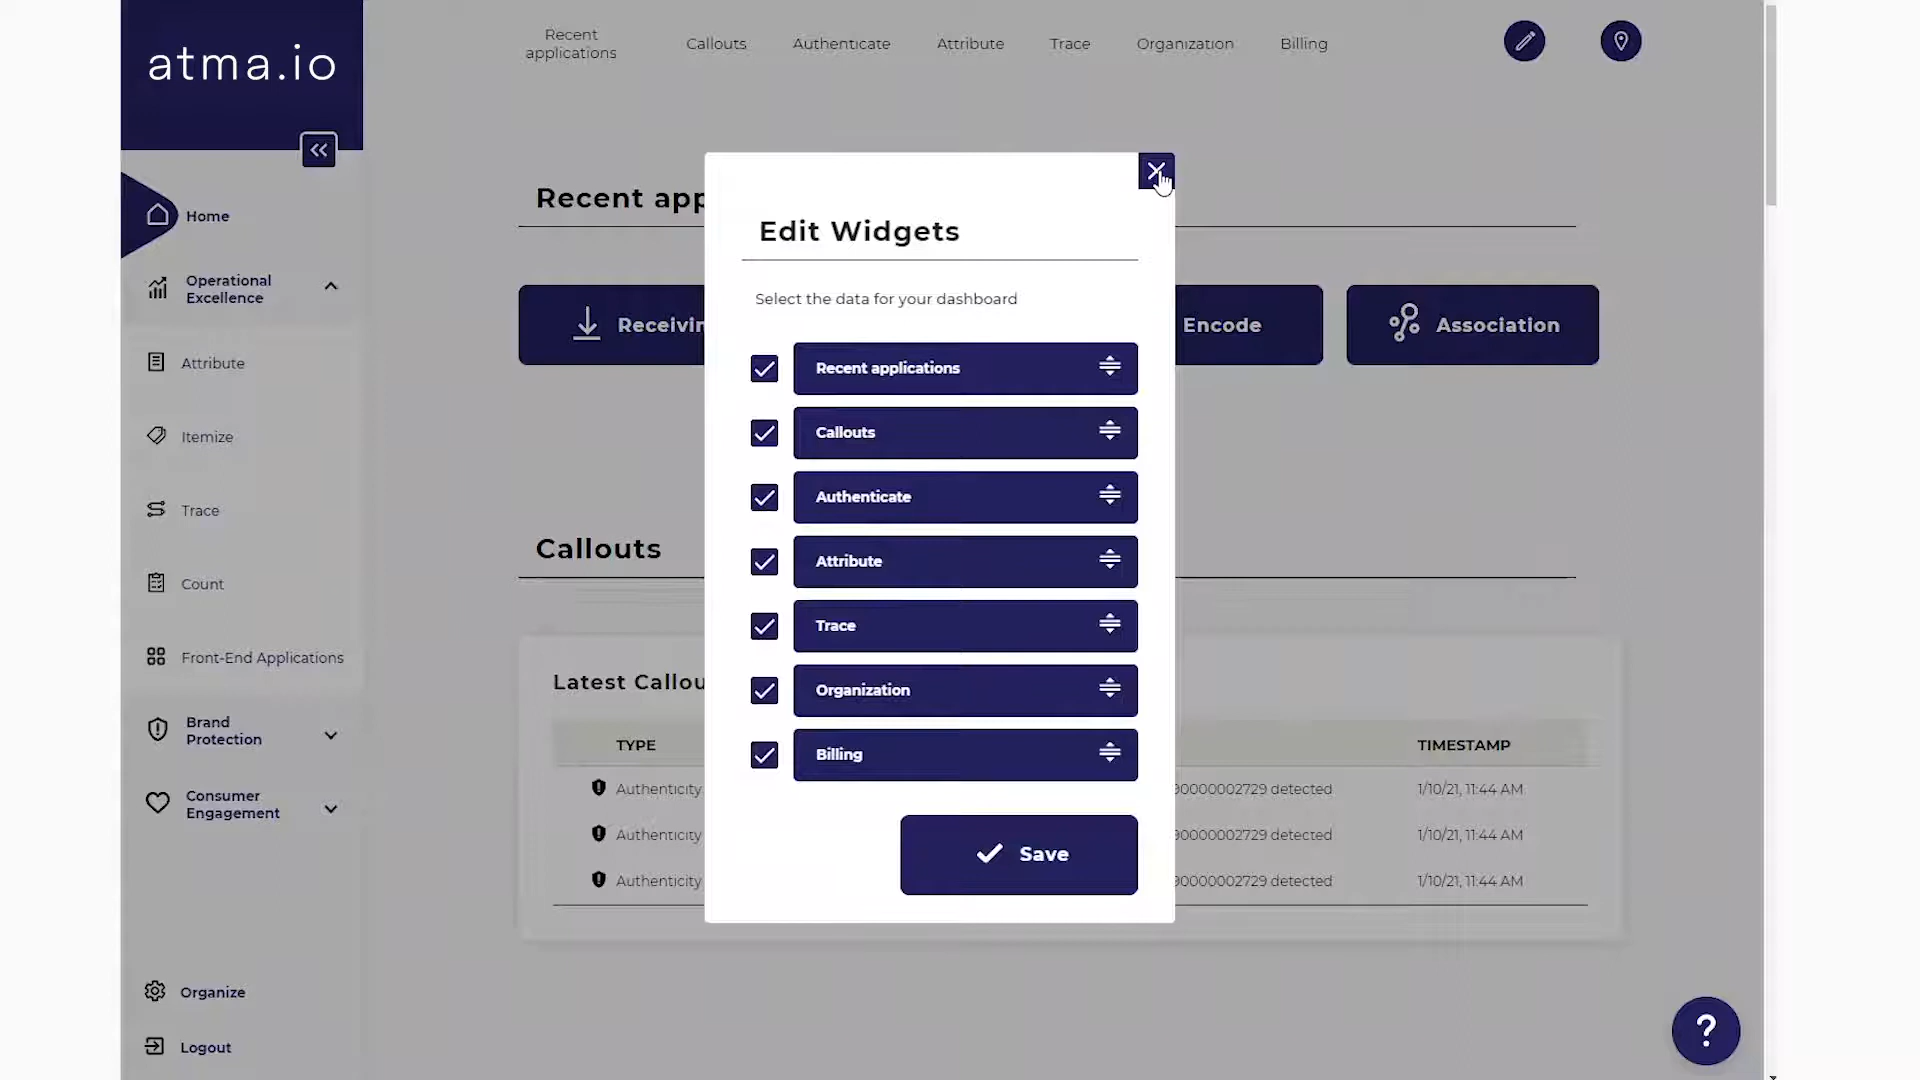 atma.io
Recent
applications
Callouts
Authenticate
Attribute
Trace
Organization
Billing
Home
Operational
Excellence
Attribute
Itemize
Trace
Count
Front-End Applications
Brand
Protection
Consumer
Engagement
Organize
Logout
Recent app
Receivin
Encode
Association
Callouts
Latest Callou
TYPE
TIMESTAMP
Authenticity
90000002729 detected
1/10/21, 11:44 AM
Authenticity
90000002729 detected
1/10/21, 11:44 AM
Authenticity
90000002729 detected
1/10/21, 11:44 AM
Edit Widgets
Select the data for your dashboard
Recent applications
Callouts
Authenticate
Attribute
Trace
Organization
Billing
Save
?